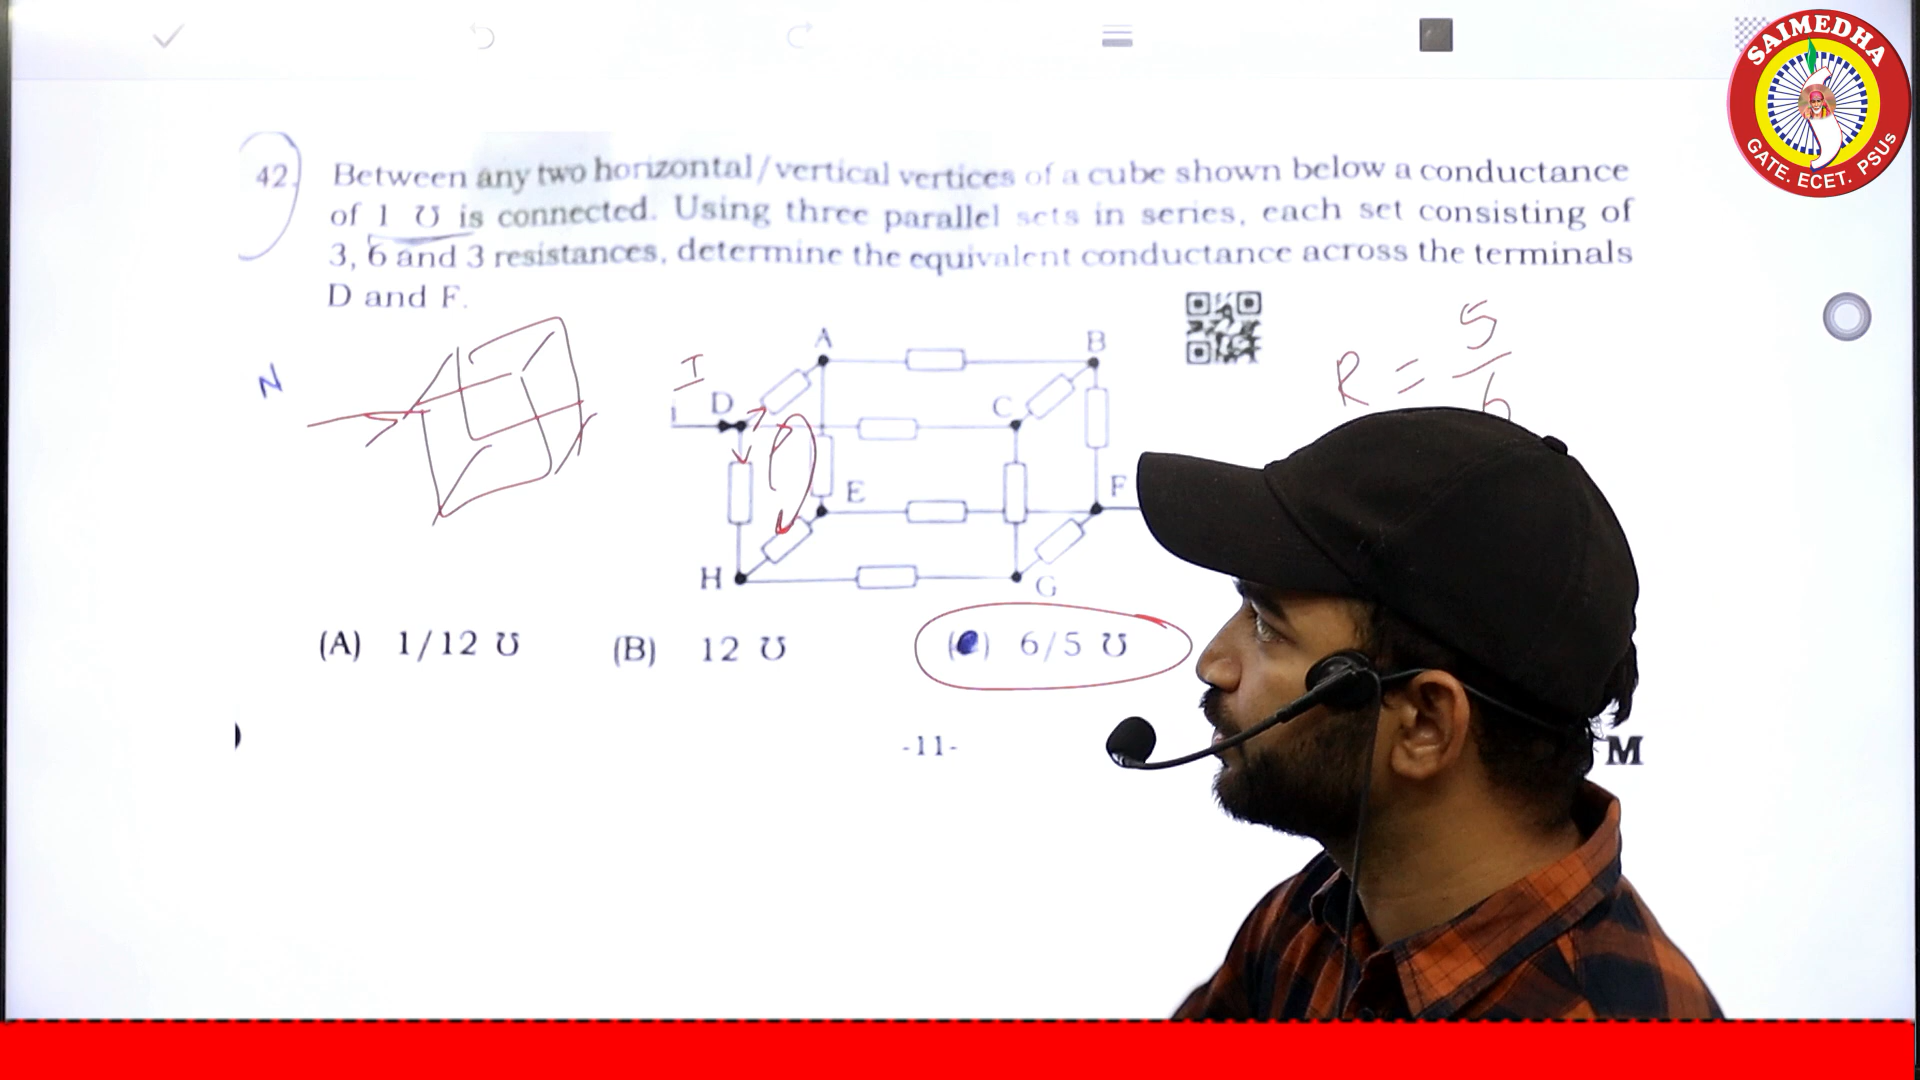 SAIMEDHA
GATE. ECET. PSUs
42. Between any two horizontal/vertical vertices of a cube shown below a conductance
of 1 ℧ is connected. Using three parallel sets in series, each set consisting of
3, 6 and 3 resistances, determine the equivalent conductance across the terminals
D and F.
N
I
A
B
R = 5/6
D
C
E
F
H
G
(A) 1/12 ℧ (B) 12 ℧ ( ) 6/5 ℧
-11-
M